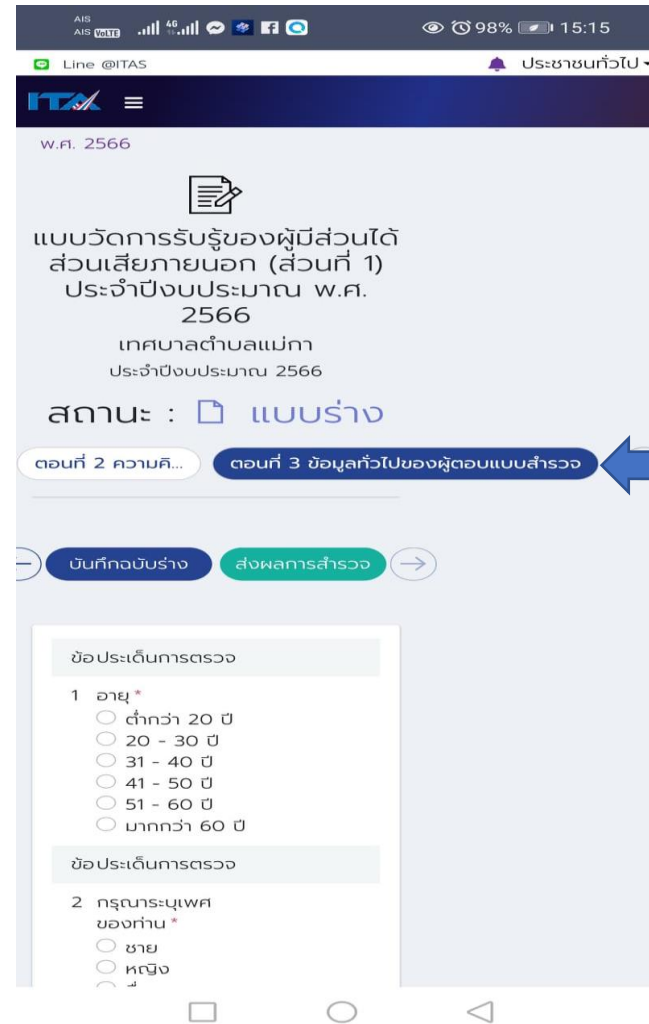 AIS
AIS VoLTE 46 98% 15:15
Line @ITAS ประชาชนทั่วไป
ITA
พ.ศ. 2566
แบบวัดการรับรู้ของผู้มีส่วนได้
ส่วนเสียภายนอก (ส่วนที่ 1)
ประจำปีงบประมาณ พ.ศ.
2566
เทศบาลตำบลแม่กา
ประจำปีงบประมาณ 2566
สถานะ : แบบร่าง
ตอนที่ 2 ความคิ... ตอนที่ 3 ข้อมูลทั่วไปของผู้ตอบแบบสำรวจ
บันทึกฉบับร่าง ส่งผลการสำรวจ
ข้อประเด็นการตรวจ
1 อายุ *
ต่ำกว่า 20 ปี
20 - 30 ปี
31 - 40 ปี
41 - 50 ปี
51 - 60 ปี
มากกว่า 60 ปี
ข้อประเด็นการตรวจ
2 กรุณาระบุเพศ
ของท่าน *
ชาย
หญิง